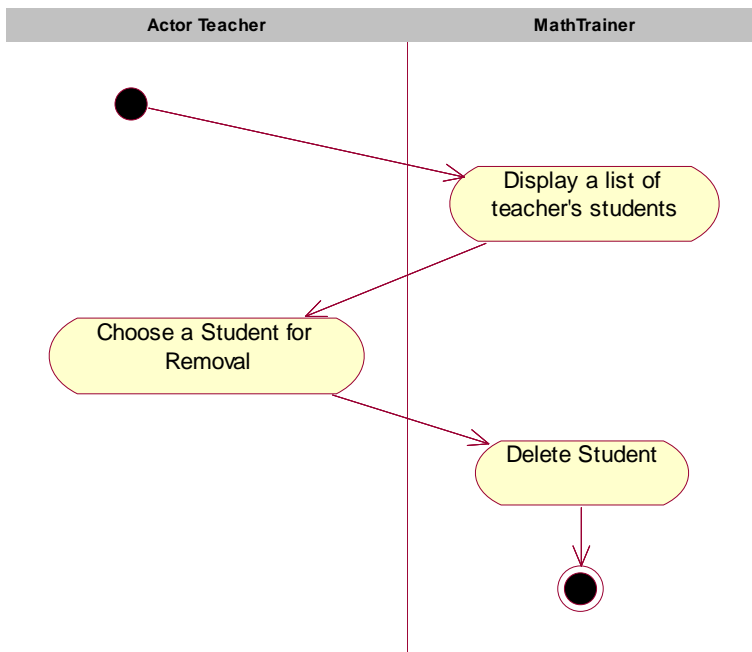 Actor Teacher
MathTrainer
Display a list of
teacher's students
Choose a Student for
Removal
Delete Student